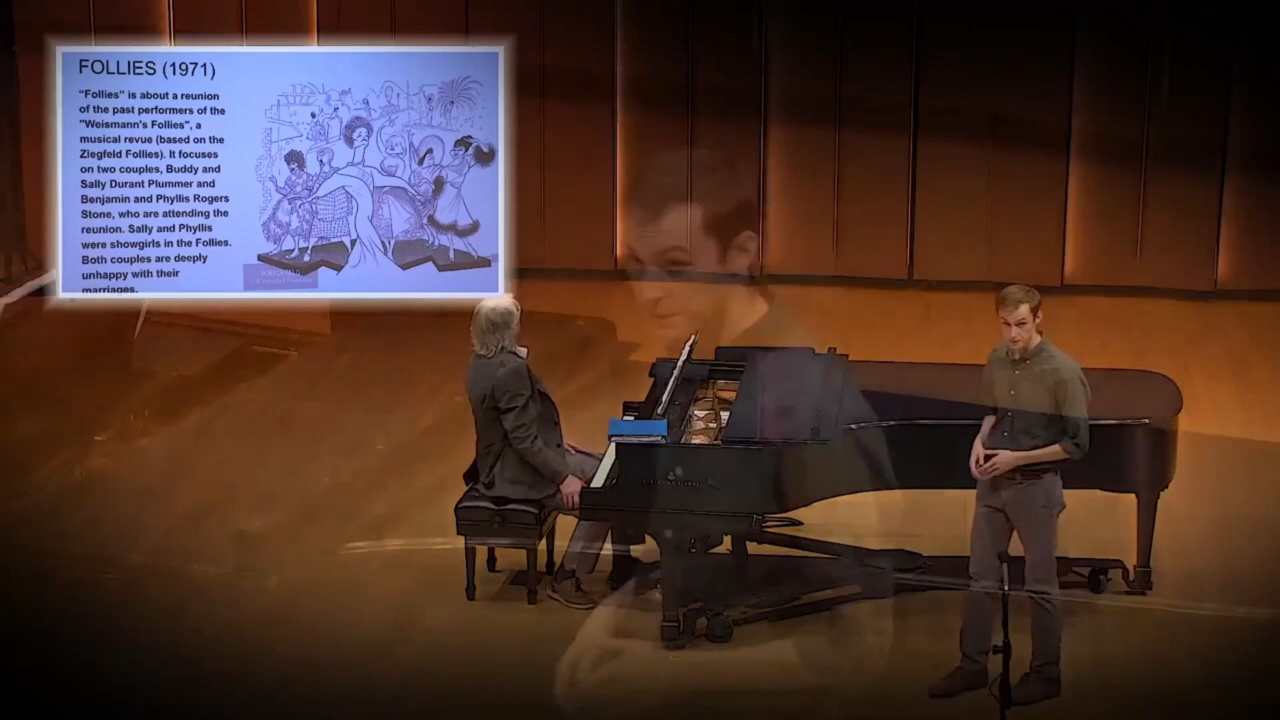 FOLLIES (1971)
"Follies" is about a reunion
of the past performers of the
"Weismann's Follies", a
musical revue (based on the
Ziegfeld Follies). It focuses
on two couples, Buddy and
Sally Durant Plummer and
Benjamin and Phyllis Rogers
Stone, who are attending the
reunion. Sally and Phyllis
were showgirls in the Follies.
Both couples are deeply
unhappy with their
marriages.
HIRSCHFELD